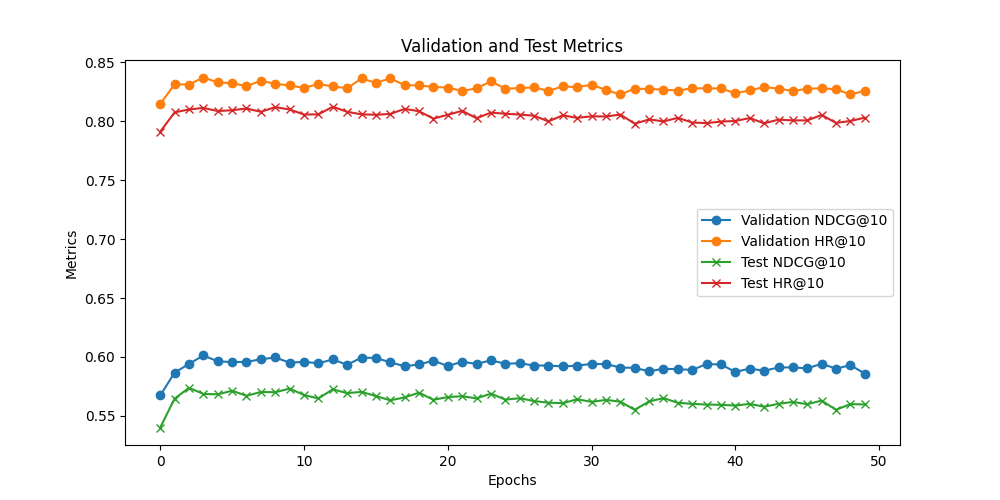 Validation and Test Metrics
Metrics
0.85
0.80
0.75
0.70
0.65
0.60
0.55
Validation NDCG@10
Validation HR@10
Test NDCG@10
Test HR@10
0 10 20 30 40 50
Epochs